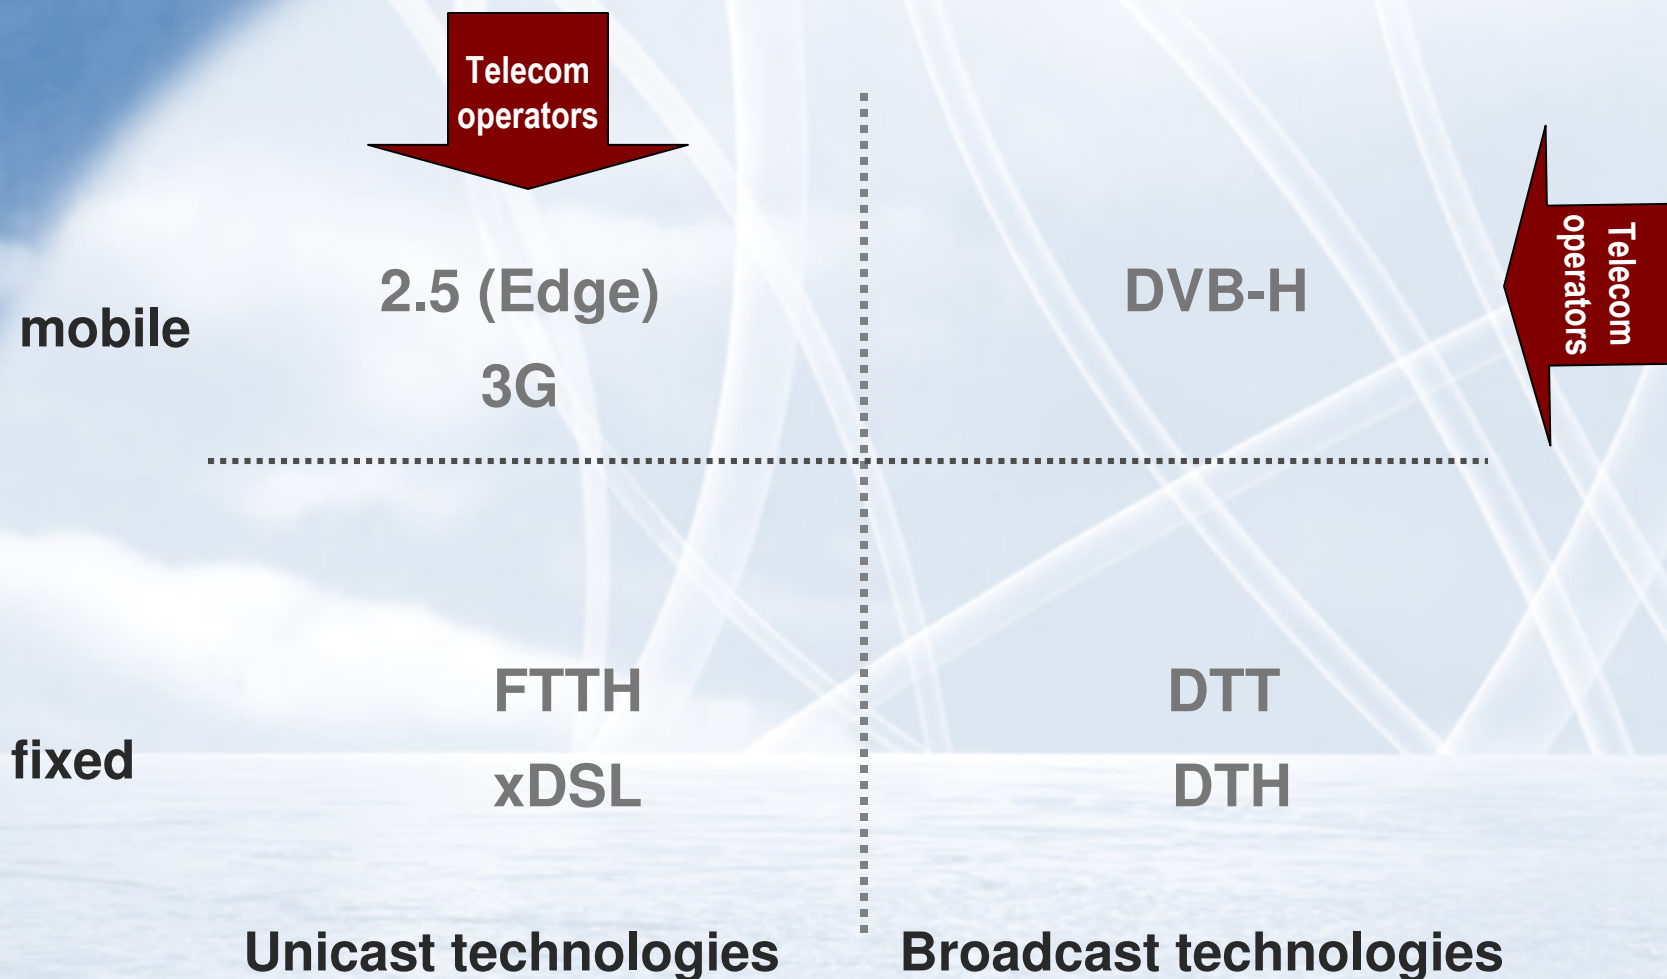 Telecom
operators
Telecom
operators
mobile
2.5 (Edge)
3G
DVB-H
fixed
FTTH
xDSL
DTT
DTH
Unicast technologies
Broadcast technologies